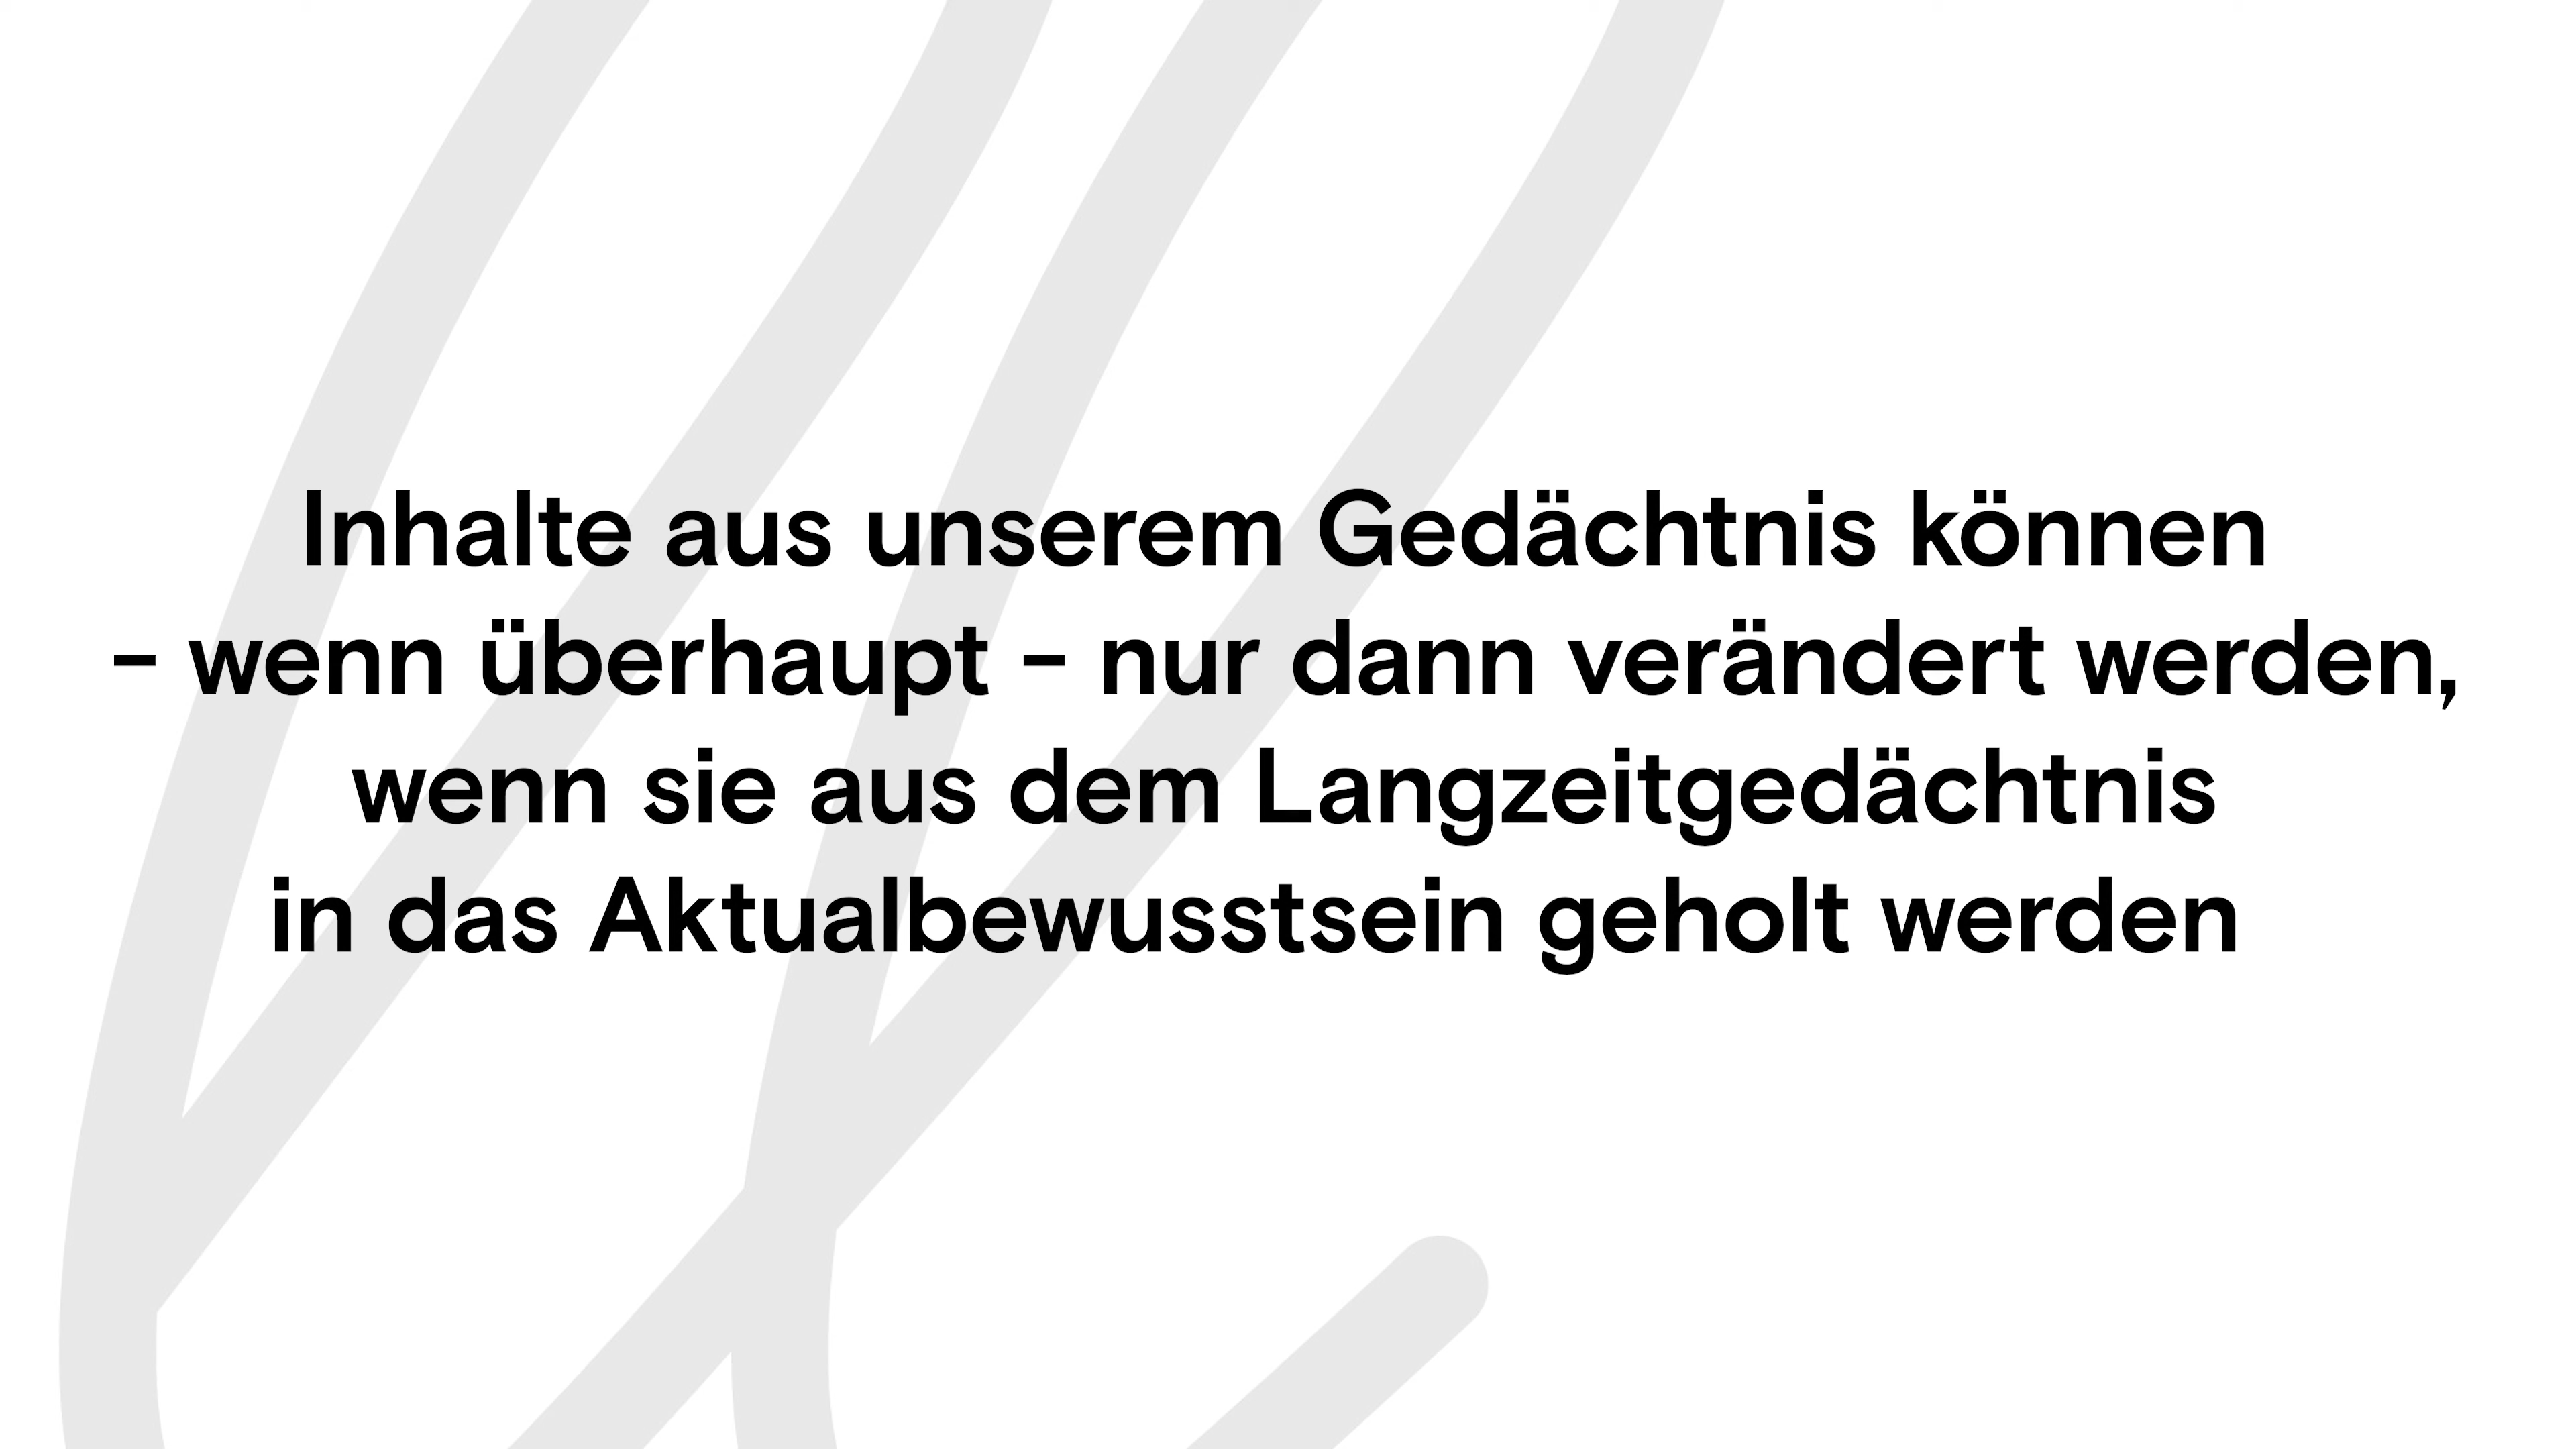 Inhalte aus unserem Gedächtnis können
– wenn überhaupt – nur dann verändert werden,
wenn sie aus dem Langzeitgedächtnis
in das Aktualbewusstsein geholt werden